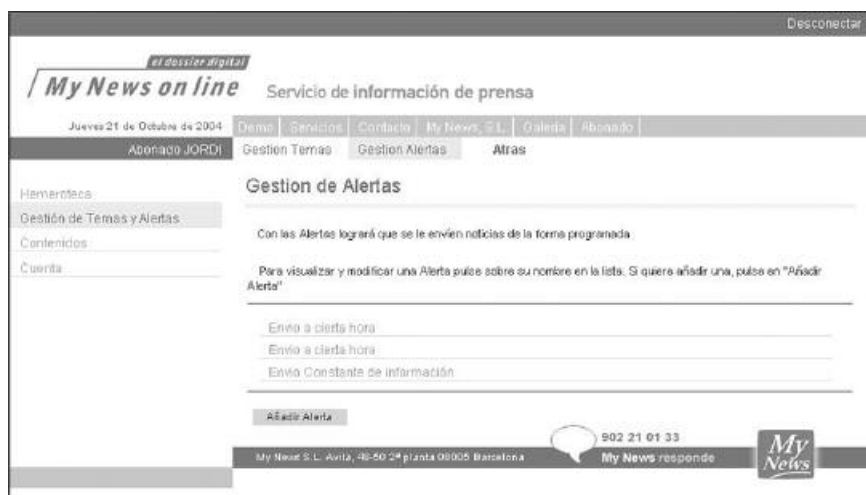 Desconectar
el dossier digital
My News on line
Servicio de información de prensa
Jueves 21 de Octubre de 2004
Demo Servicios Contacto My News, S.L. Galeria Abonado
Abonado JORDI
Gestion Temas Gestion Alertas Atras
Hemeroteca
Gestión de Temas y Alertas
Contenidos
Cuenta
Gestion de Alertas
Con las Alertas logrará que se le envíen noticias de la forma programada
Para visualizar y modificar una Alerta pulse sobre su nombre en la lista. Si quiere añadir una, pulse en "Añadir
Alerta"
Envio a cierta hora
Envio a cierta hora
Envio Constante de información
Añadir Alerta
902 21 01 33
My News responde
My News S.L. Avila, 48-50 2ª planta 08005 Barcelona
My
News